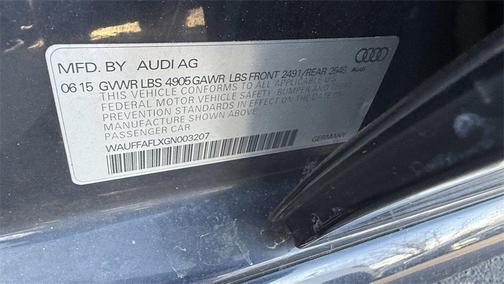 MFD. BY AUDI AG
06 15 GVWR LBS 4905 GAWR LBS FRONT 2491/REAR
THIS VEHICLE CONFORMS TO ALL APPLICABLE US
FEDERAL MOTOR VEHICLE SAFETY, BUMPER AND THEFT
PREVENTION STANDARDS IN EFFECT ON THE DATE OF
MANUFACTURE SHOWN ABOVE.
PASSENGER CAR
WAUFFAFLXGN003207
GERMANY
Audi